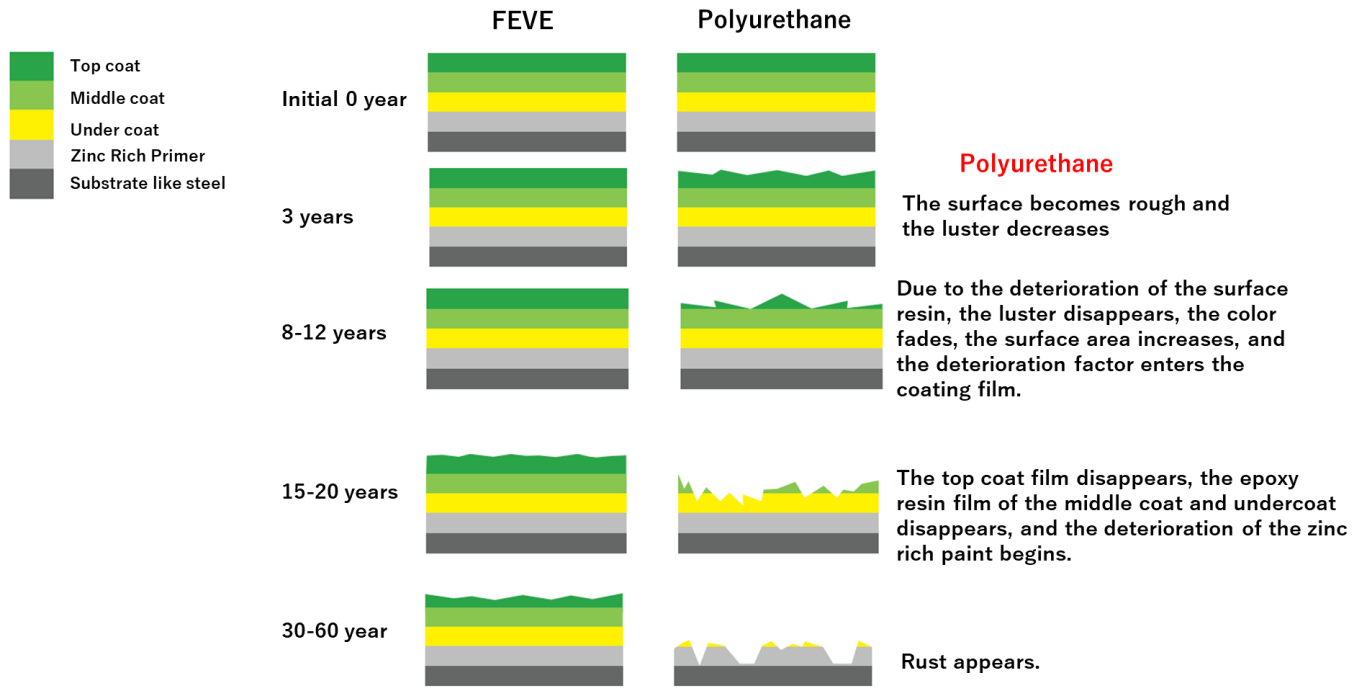 FEVE
Polyurethane
Top coat
Middle coat
Under coat
Zinc Rich Primer
Substrate like steel
Initial 0 year
3 years
8-12 years
15-20 years
30-60 year
Polyurethane
The surface becomes rough and
the luster decreases
Due to the deterioration of the surface
resin, the luster disappears, the color
fades, the surface area increases, and
the deterioration factor enters the
coating film.
The top coat film disappears, the epoxy
resin film of the middle coat and undercoat
disappears, and the deterioration of the zinc
rich paint begins.
Rust appears.